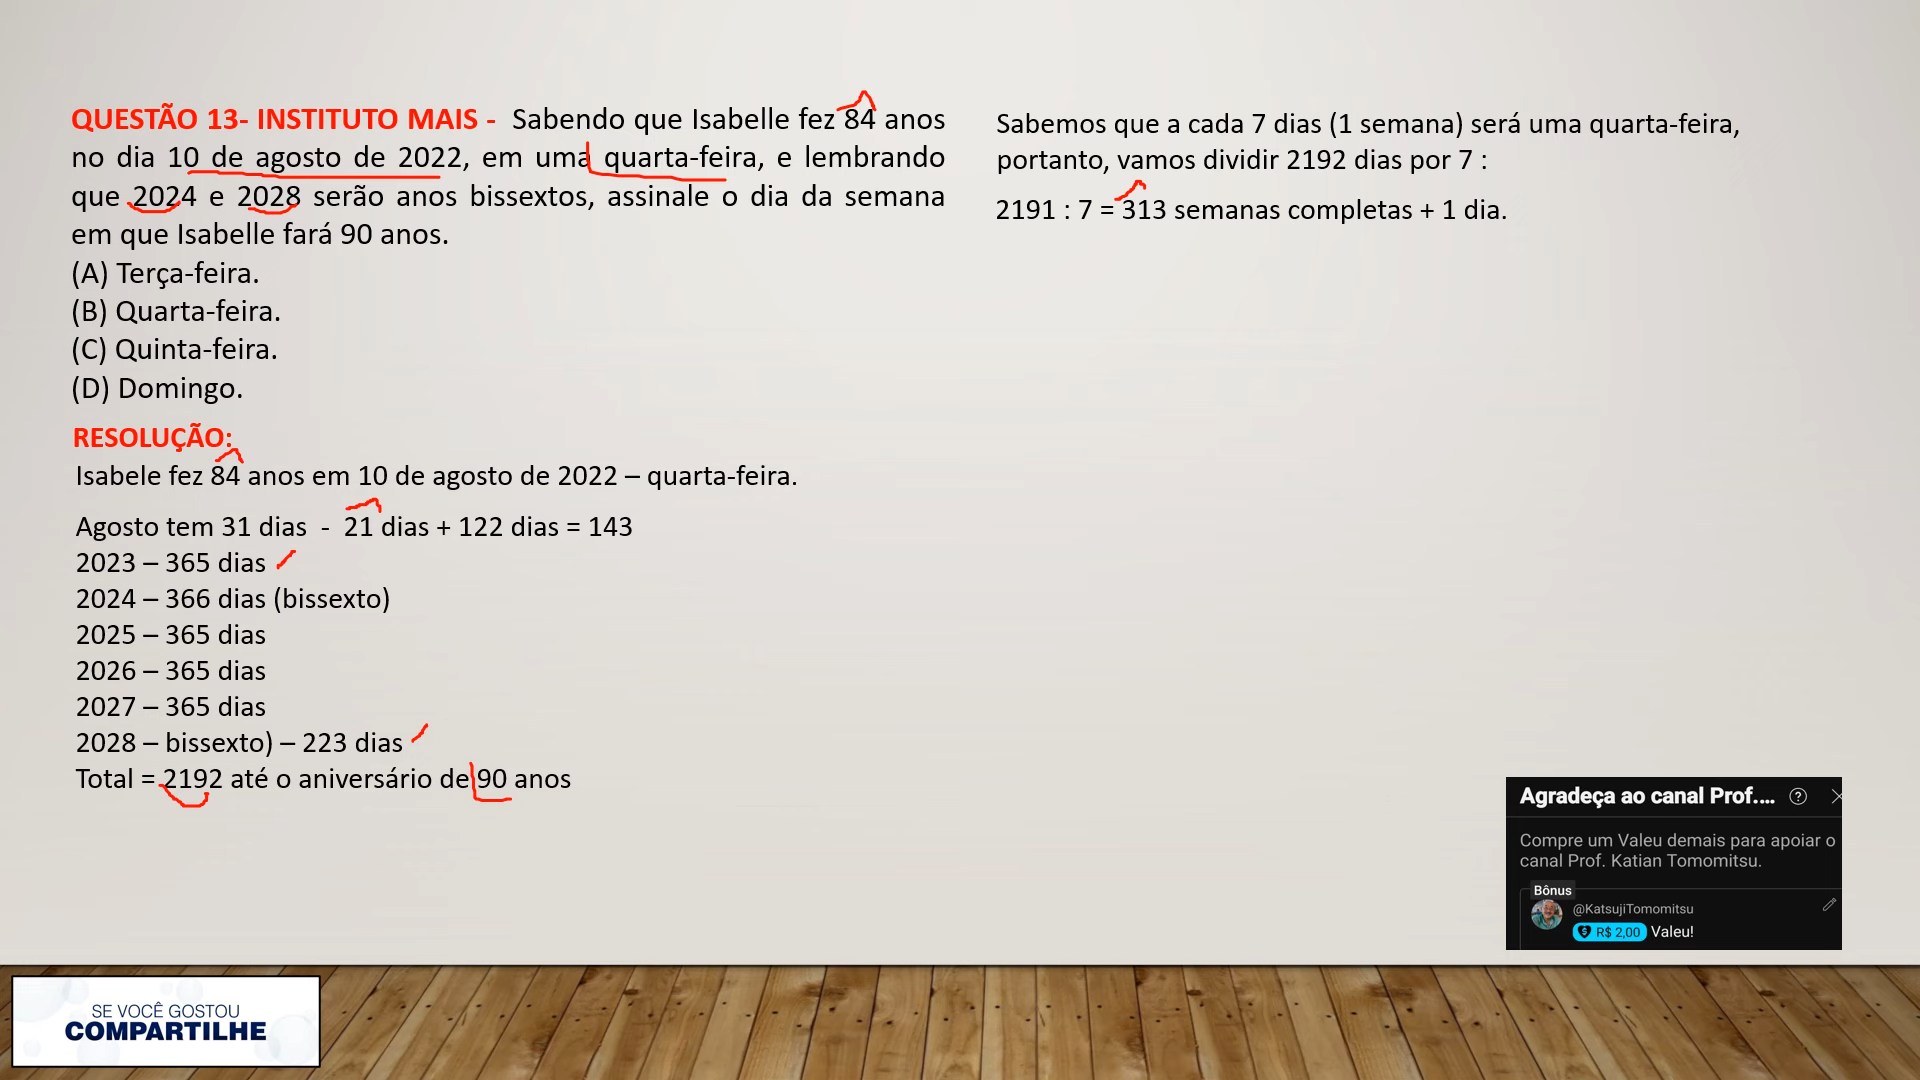 QUESTÃO 13- INSTITUTO MAIS - Sabendo que Isabelle fez 84 anos
no dia 10 de agosto de 2022, em uma quarta-feira, e lembrando
que 2024 e 2028 serão anos bissextos, assinale o dia da semana
em que Isabelle fará 90 anos.
(A) Terça-feira.
(B) Quarta-feira.
(C) Quinta-feira.
(D) Domingo.
RESOLUÇÃO:
Isabele fez 84 anos em 10 de agosto de 2022 – quarta-feira.
Agosto tem 31 dias - 21 dias + 122 dias = 143
2023 – 365 dias
2024 – 366 dias (bissexto)
2025 – 365 dias
2026 – 365 dias
2027 – 365 dias
2028 – bissexto) – 223 dias
Total = 2192 até o aniversário de 90 anos
Sabemos que a cada 7 dias (1 semana) será uma quarta-feira,
portanto, vamos dividir 2192 dias por 7 :
2191 : 7 = 313 semanas completas + 1 dia.
Agradeça ao canal Prof....
Compre um Valeu demais para apoiar o
canal Prof. Katian Tomomitsu.
Bônus
@KatsujiTomomitsu
R$ 2,00 Valeu!
SE VOCÊ GOSTOU
COMPARTILHE